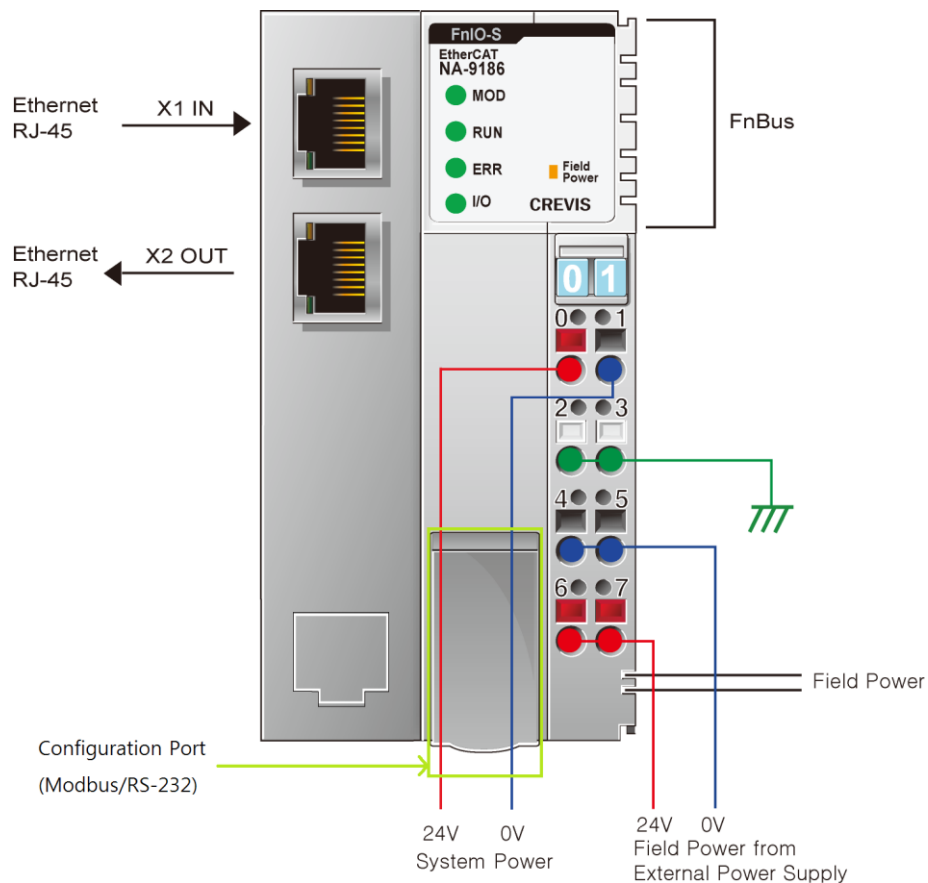 FnIO-S
EtherCAT
NA-9186
MOD
RUN
ERR
I/O
Field
Power
CREVIS
Ethernet
RJ-45
X1 IN
FnBus
Ethernet
RJ-45
X2 OUT
0 1
0 1
2 3
4 5
6 7
Field Power
Configuration Port
(Modbus/RS-232)
24V 0V
System Power
24V 0V
Field Power from
External Power Supply